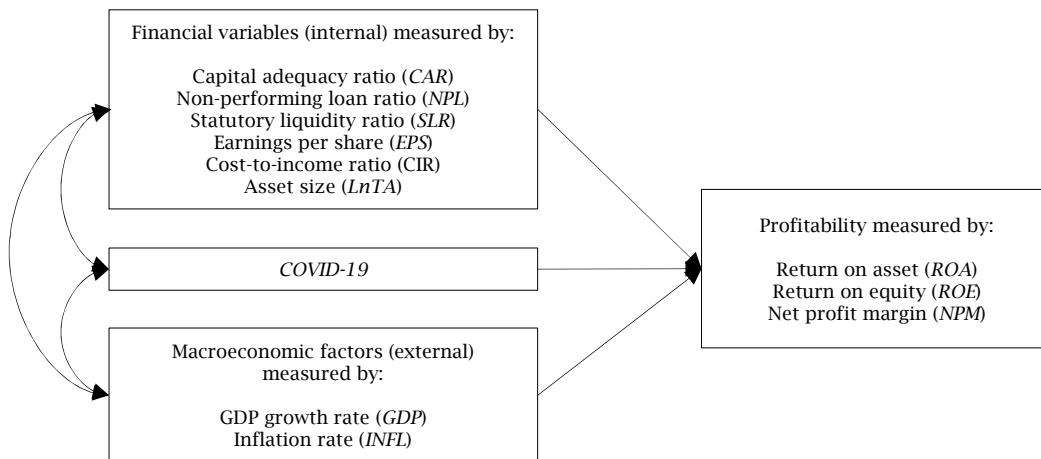 Financial variables (internal) measured by:
Capital adequacy ratio (CAR)
Non-performing loan ratio (NPL)
Statutory liquidity ratio (SLR)
Earnings per share (EPS)
Cost-to-income ratio (CIR)
Asset size (LnTA)
COVID-19
Macroeconomic factors (external)
measured by:
GDP growth rate (GDP)
Inflation rate (INFL)
Profitability measured by:
Return on asset (ROA)
Return on equity (ROE)
Net profit margin (NPM)